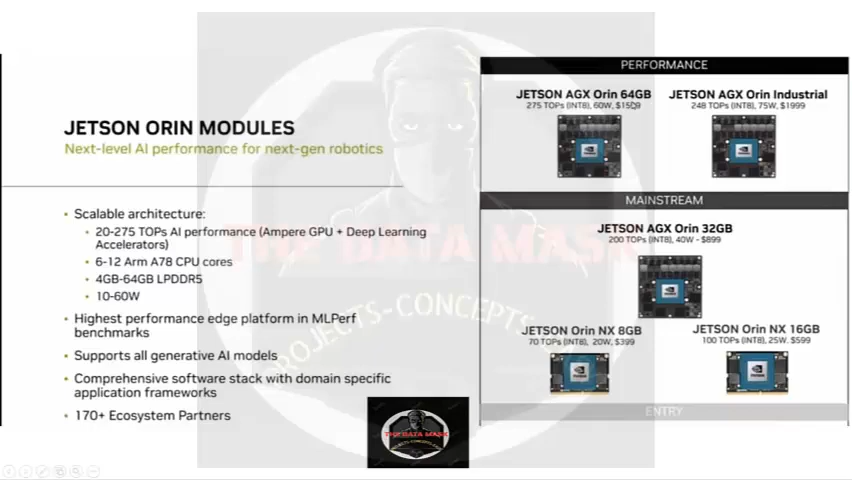 JETSON ORIN MODULES
Next-level AI performance for next-gen robotics
• Scalable architecture:
• 20-275 TOPs AI performance (Ampere GPU + Deep Learning
Accelerators)
• 6-12 Arm A78 CPU cores
• 4GB-64GB LPDDR5
• 10-60W
• Highest performance edge platform in MLPerf
benchmarks
• Supports all generative AI models
• Comprehensive software stack with domain specific
application frameworks
• 170+ Ecosystem Partners
PERFORMANCE
JETSON AGX Orin 64GB
275 TOPs (INT8), 60W,
JETSON AGX Orin Industrial
248 TOPs (INT8), 75W, $1999
MAINSTREAM
JETSON AGX Orin 32GB
200 TOPs (INT8), 40W - $899
JETSON Orin NX 8GB
70 TOPs (INT8), 20W, $399
JETSON Orin NX 16GB
100 TOPs (INT8), 25W. $599
ENTRY
THE DATA MASK
PROJECTS-CONCEPTS
THE DATA MASK